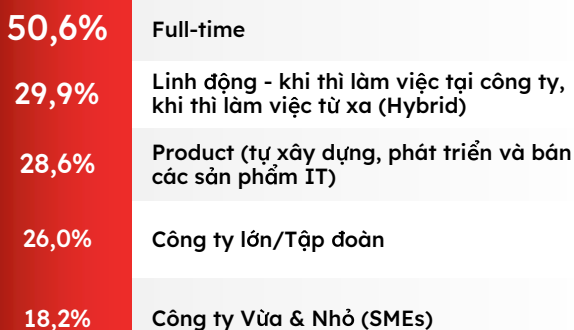 50,6% Full-time
29,9% Linh động - khi thì làm việc tại công ty,
khi thì làm việc từ xa (Hybrid)
28,6% Product (tự xây dựng, phát triển và bán
các sản phẩm IT)
26,0% Công ty lớn/Tập đoàn
18,2% Công ty Vừa & Nhỏ (SMEs)